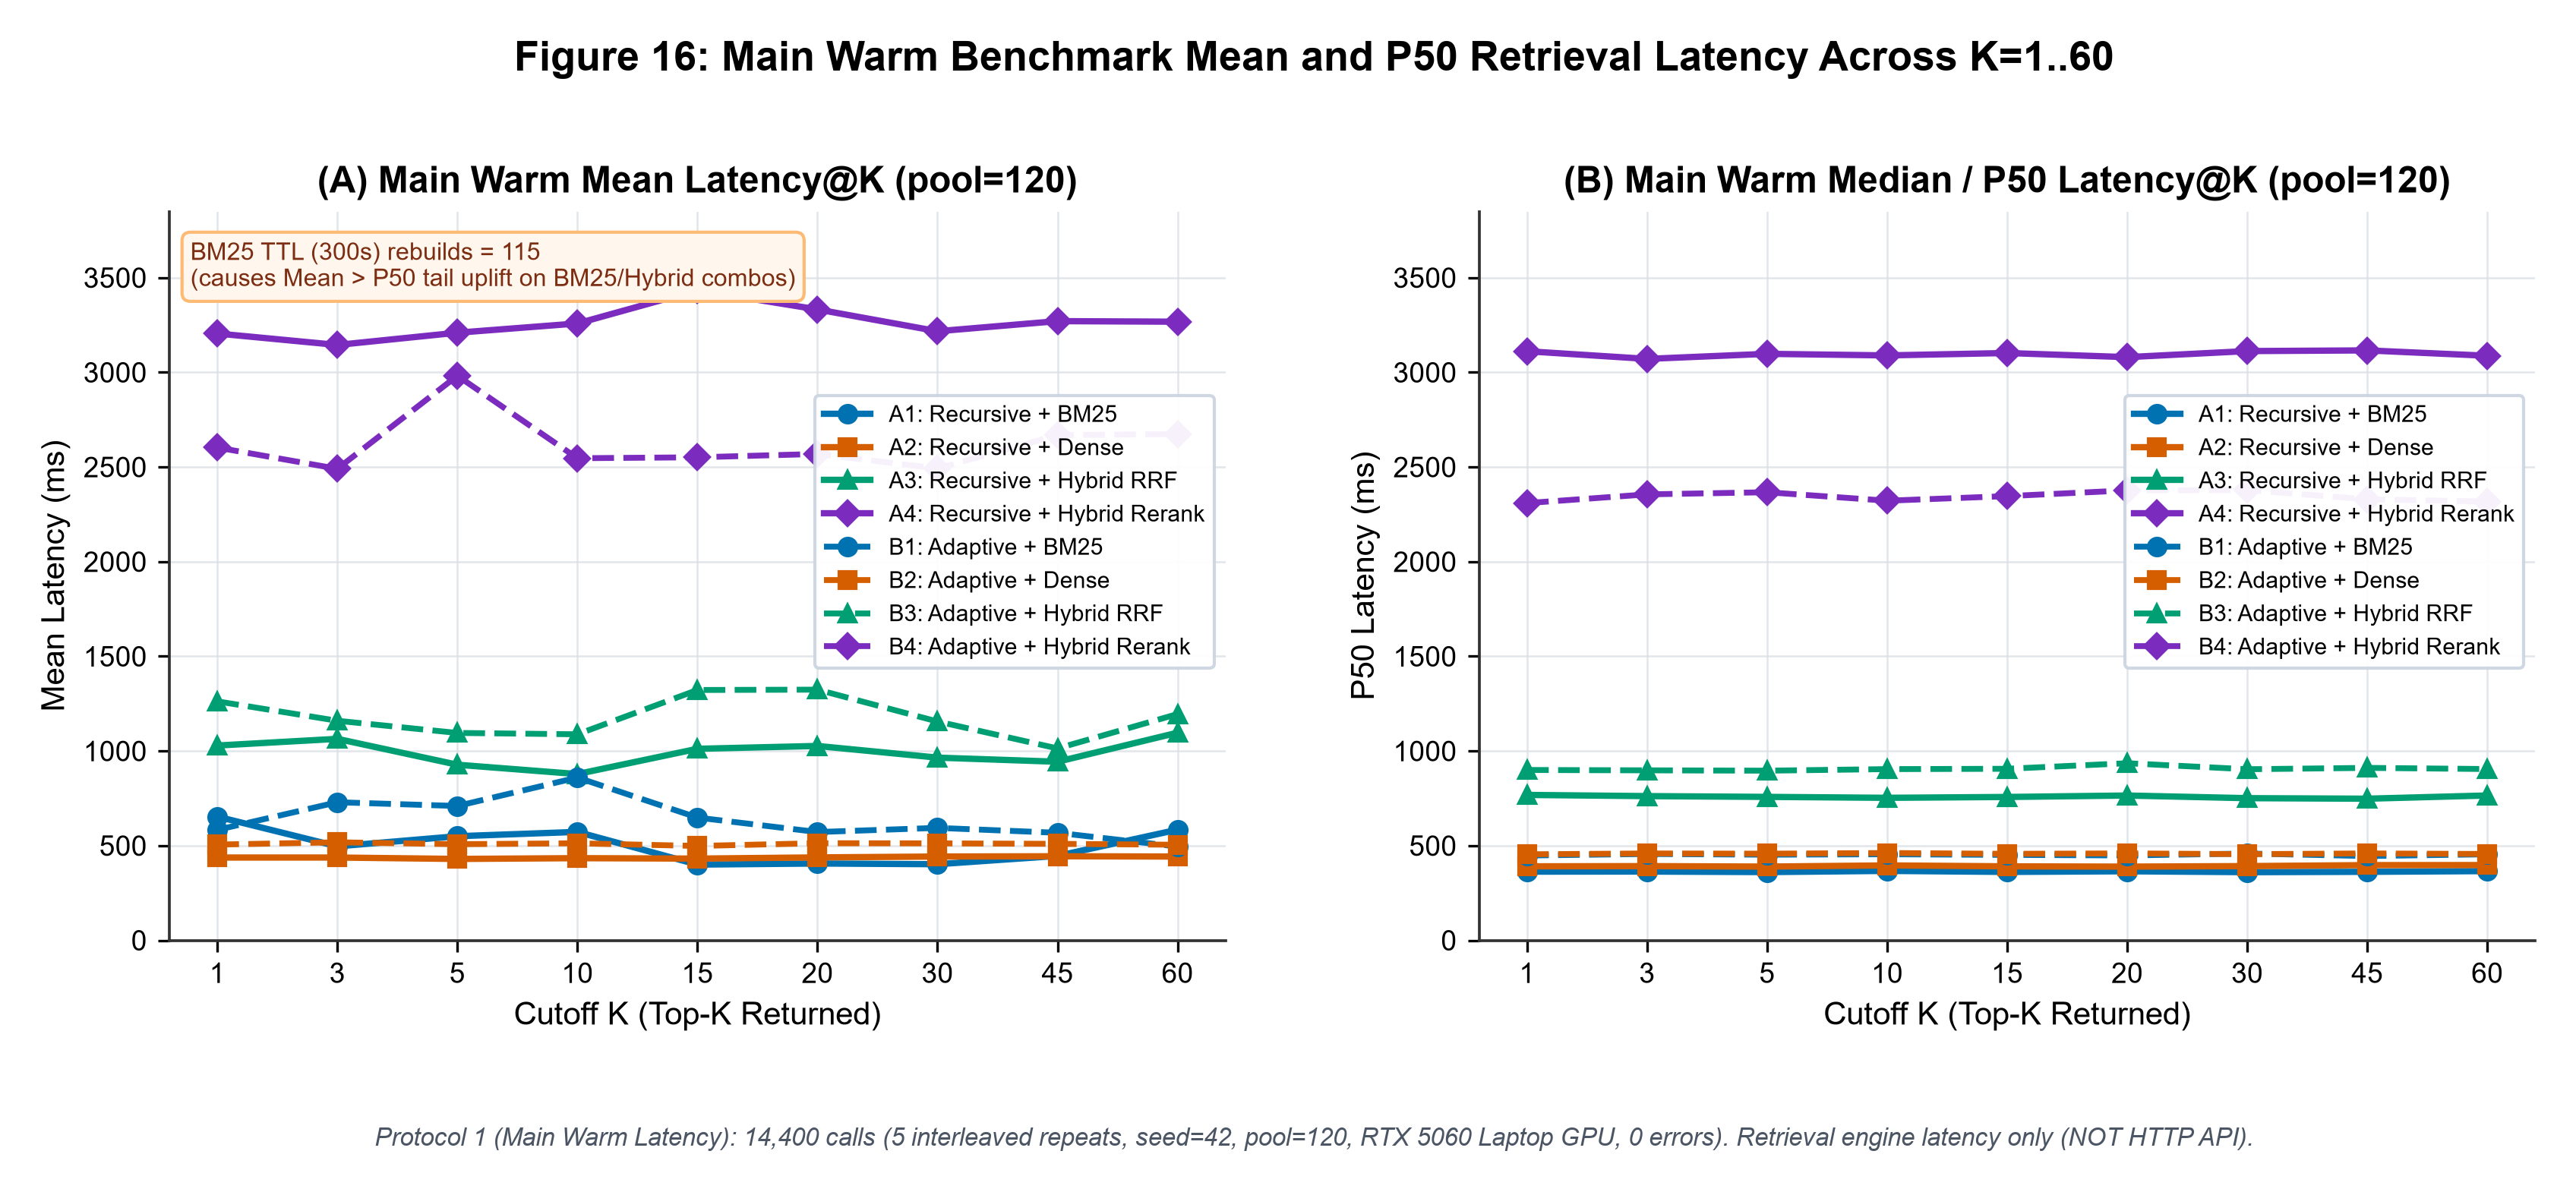 Figure 16: Main Warm Benchmark Mean and P50 Retrieval Latency Across K=1..60
(A) Main Warm Mean Latency@K (pool=120)
BM25 TTL (300s) rebuilds = 115
(causes Mean > P50 tail uplift on BM25/Hybrid combos)
Mean Latency (ms)
3500
3000
2500
2000
1500
1000
500
0
A1: Recursive + BM25
A2: Recursive + Dense
A3: Recursive + Hybrid RRF
A4: Recursive + Hybrid Rerank
B1: Adaptive + BM25
B2: Adaptive + Dense
B3: Adaptive + Hybrid RRF
B4: Adaptive + Hybrid Rerank
1 3 5 10 15 20 30 45 60
Cutoff K (Top-K Returned)
(B) Main Warm Median / P50 Latency@K (pool=120)
P50 Latency (ms)
3500
3000
2500
2000
1500
1000
500
0
A1: Recursive + BM25
A2: Recursive + Dense
A3: Recursive + Hybrid RRF
A4: Recursive + Hybrid Rerank
B1: Adaptive + BM25
B2: Adaptive + Dense
B3: Adaptive + Hybrid RRF
B4: Adaptive + Hybrid Rerank
1 3 5 10 15 20 30 45 60
Cutoff K (Top-K Returned)
Protocol 1 (Main Warm Latency): 14,400 calls (5 interleaved repeats, seed=42, pool=120, RTX 5060 Laptop GPU, 0 errors). Retrieval engine latency only (NOT HTTP API).